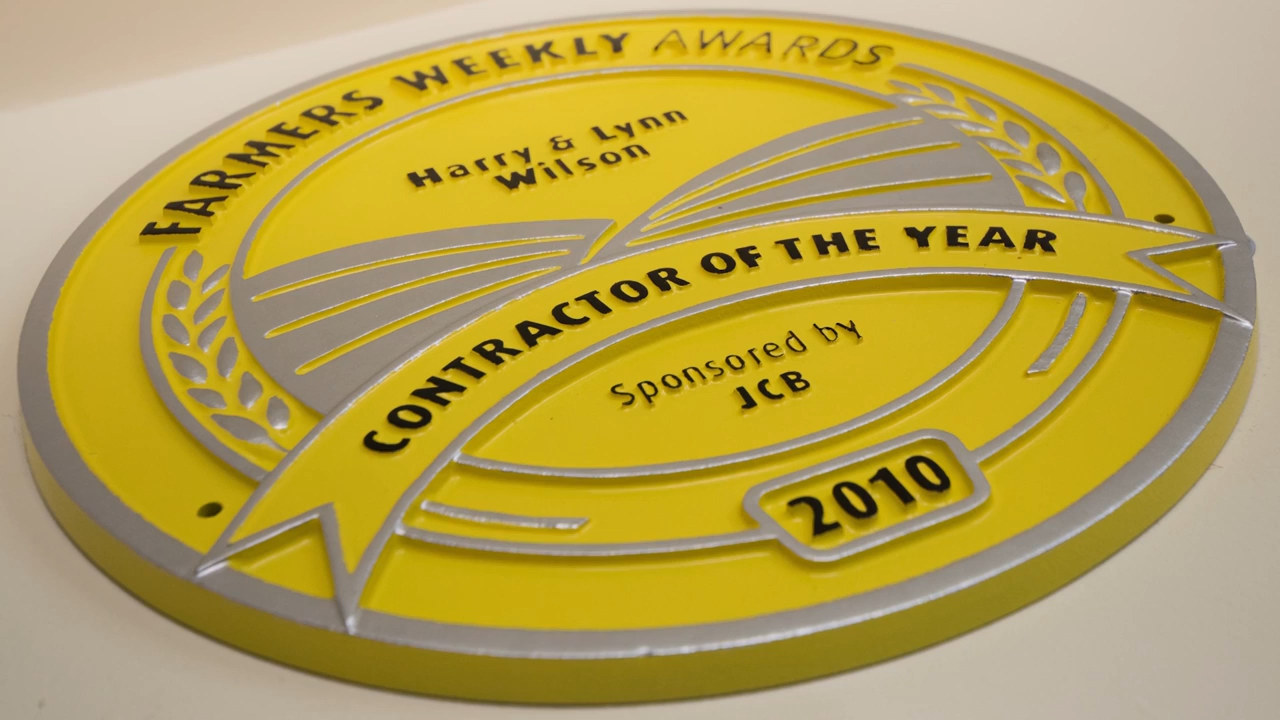 FARMERS WEEKLY AWARDS
Harry & Lynn
Wilson
CONTRACTOR OF THE YEAR
Sponsored by
JCB
2010